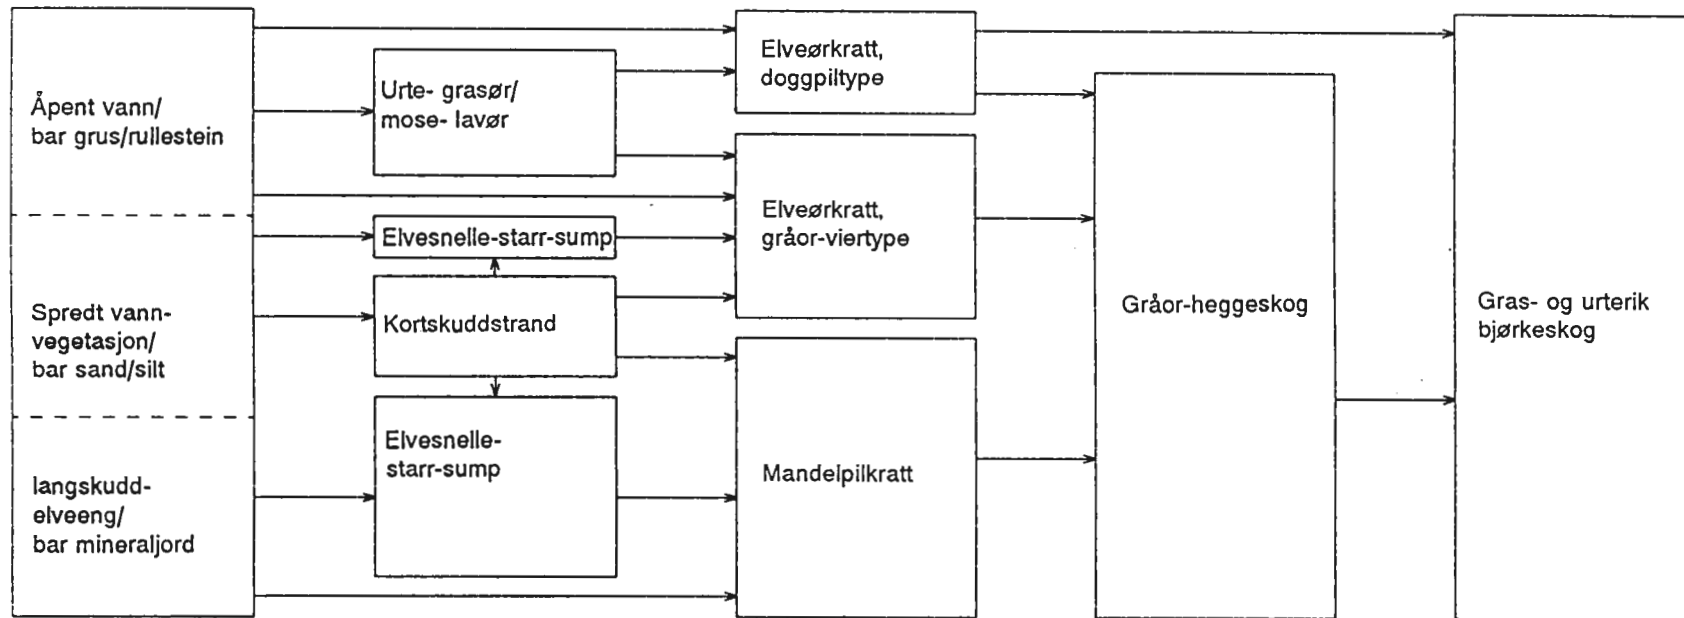 Åpent vann/
bar grus/rullestein
Spredt vann-
vegetasjon/
bar sand/silt
langskudd-
elveeng/
bar mineraljord
Urte- grasør/
mose- lavør
Elvesnelle-starr-sump
Kortskuddstrand
Elvesnelle-
starr-sump
Elveørkratt,
doggpiltype
Elveørkratt,
gråor-viertype
Mandelpilkratt
Gråor-heggeskog
Gras- og urterik
bjørkeskog